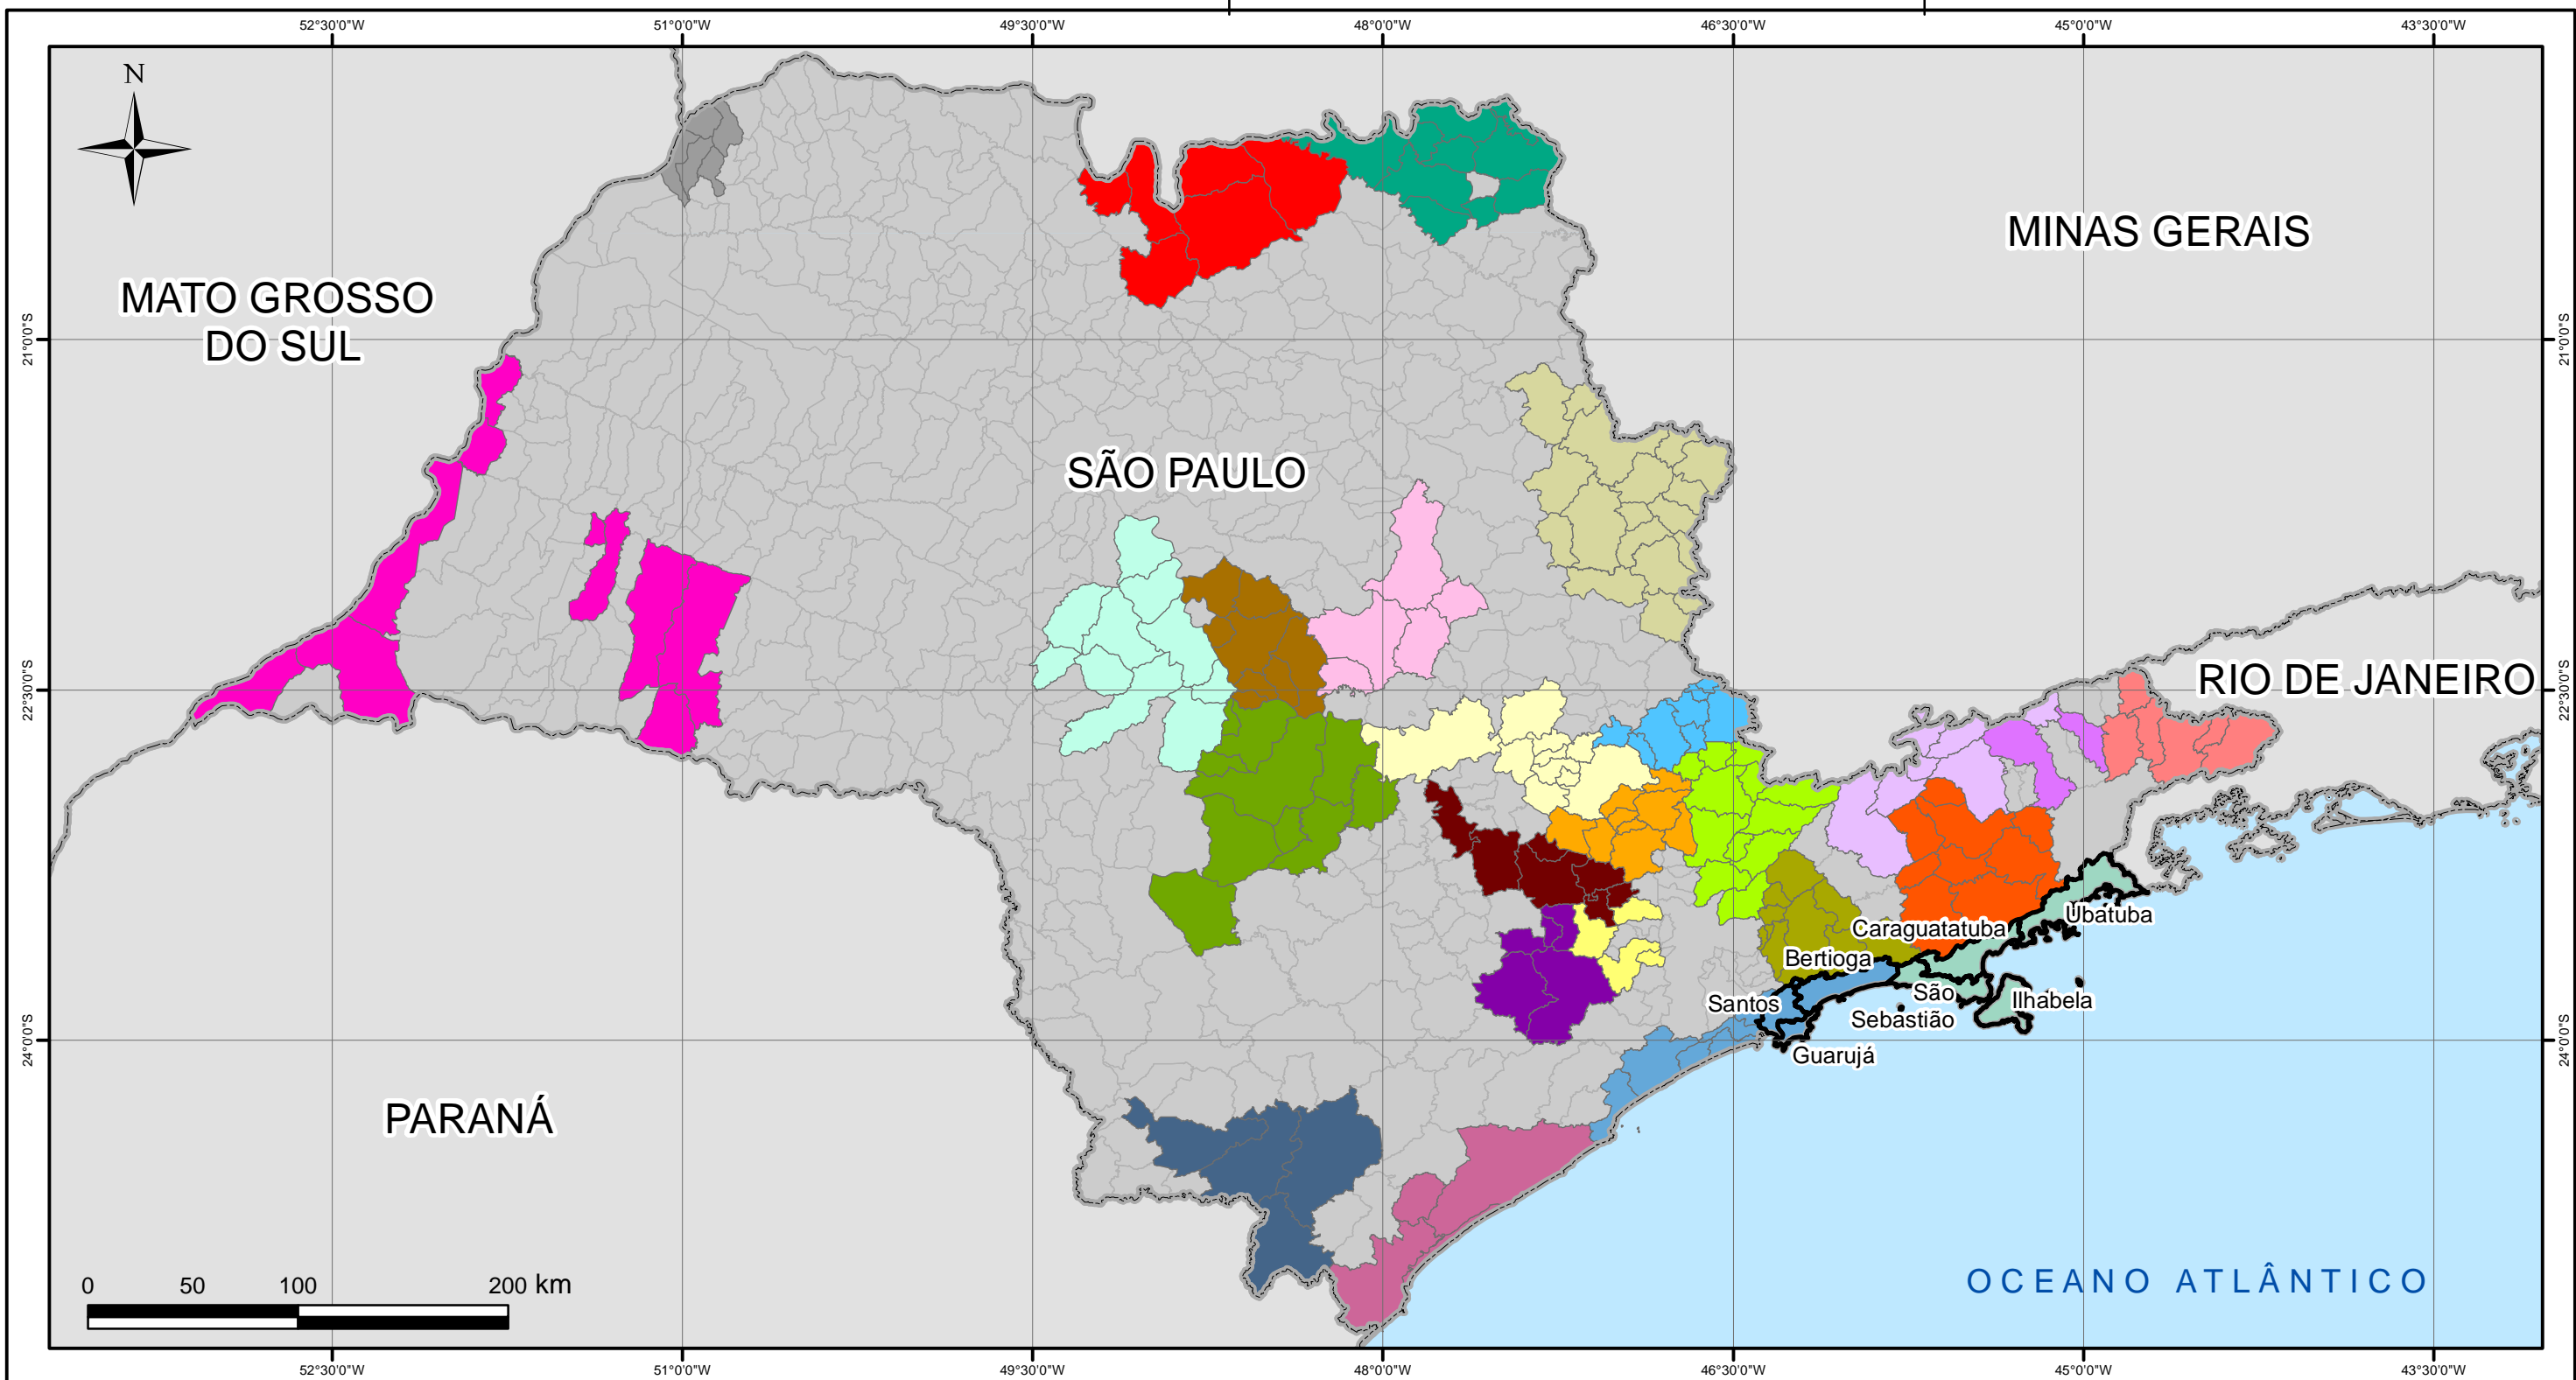 52°30'0"W 51°0'0"W 49°30'0"W 48°0'0"W 46°30'0"W 45°0'0"W 43°30'0"W
N
MINAS GERAIS
MATO GROSSO
DO SUL
21°0'0"S 21°0'0"S
SÃO PAULO
RIO DE JANEIRO
22°30'0"S 22°30'0"S
Ubatuba
Caraguatatuba
Bertioga
São
Sebastião
Ilhabela
Santos
Guarujá
24°0'0"S 24°0'0"S
PARANÁ
OCEANO ATLÂNTICO
0 50 100 200 km
52°30'0"W 51°0'0"W 49°30'0"W 48°0'0"W 46°30'0"W 45°0'0"W 43°30'0"W